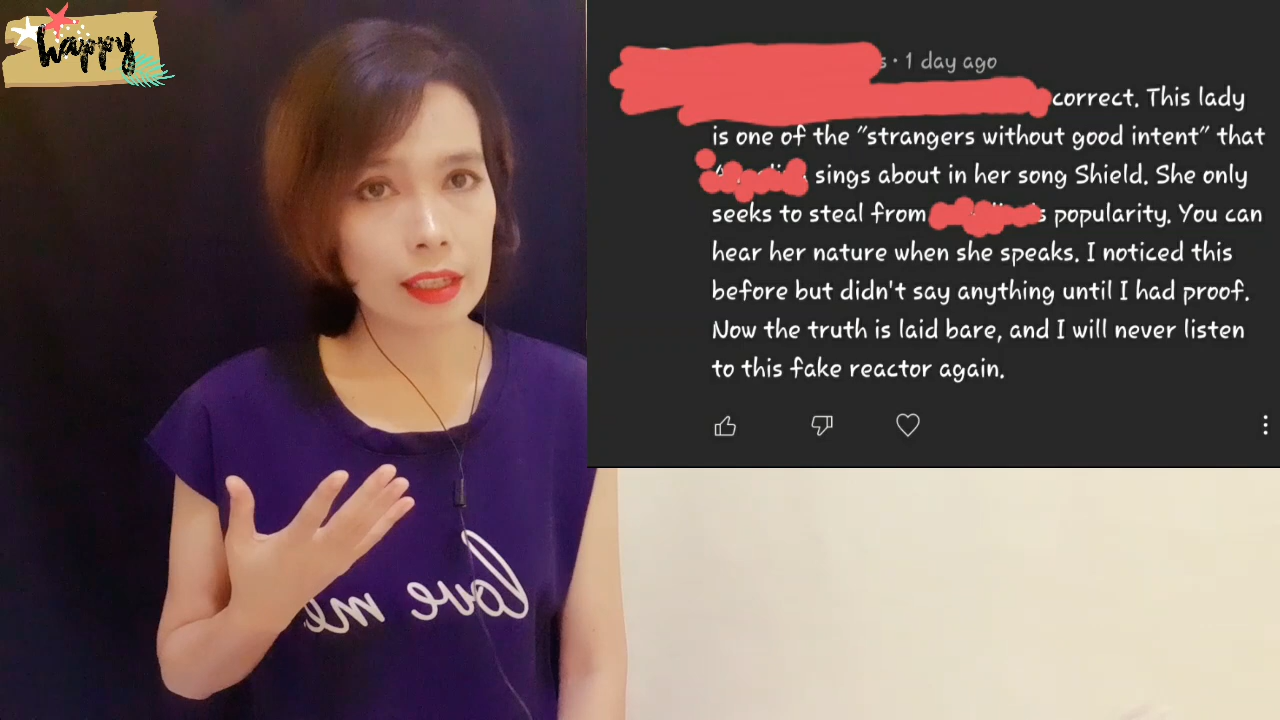 happy
· 1 day ago
correct. This lady
is one of the "strangers without good intent" that
sings about in her song Shield. She only
seeks to steal from popularity. You can
hear her nature when she speaks. I noticed this
before but didn't say anything until I had proof.
Now the truth is laid bare, and I will never listen
to this fake reactor again.
love me